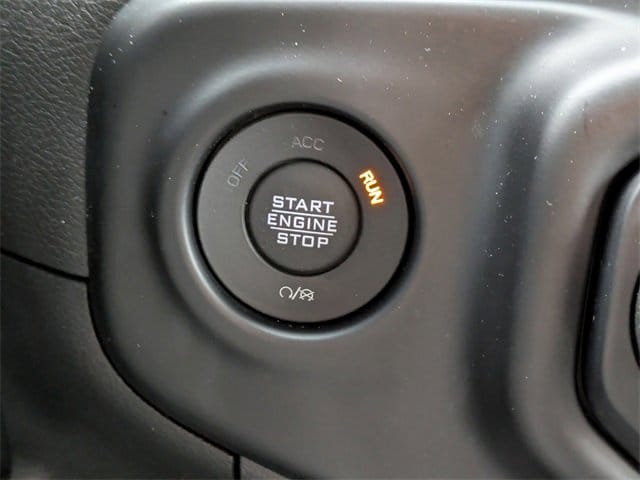 OFF
ACC
RUN
START
ENGINE
STOP